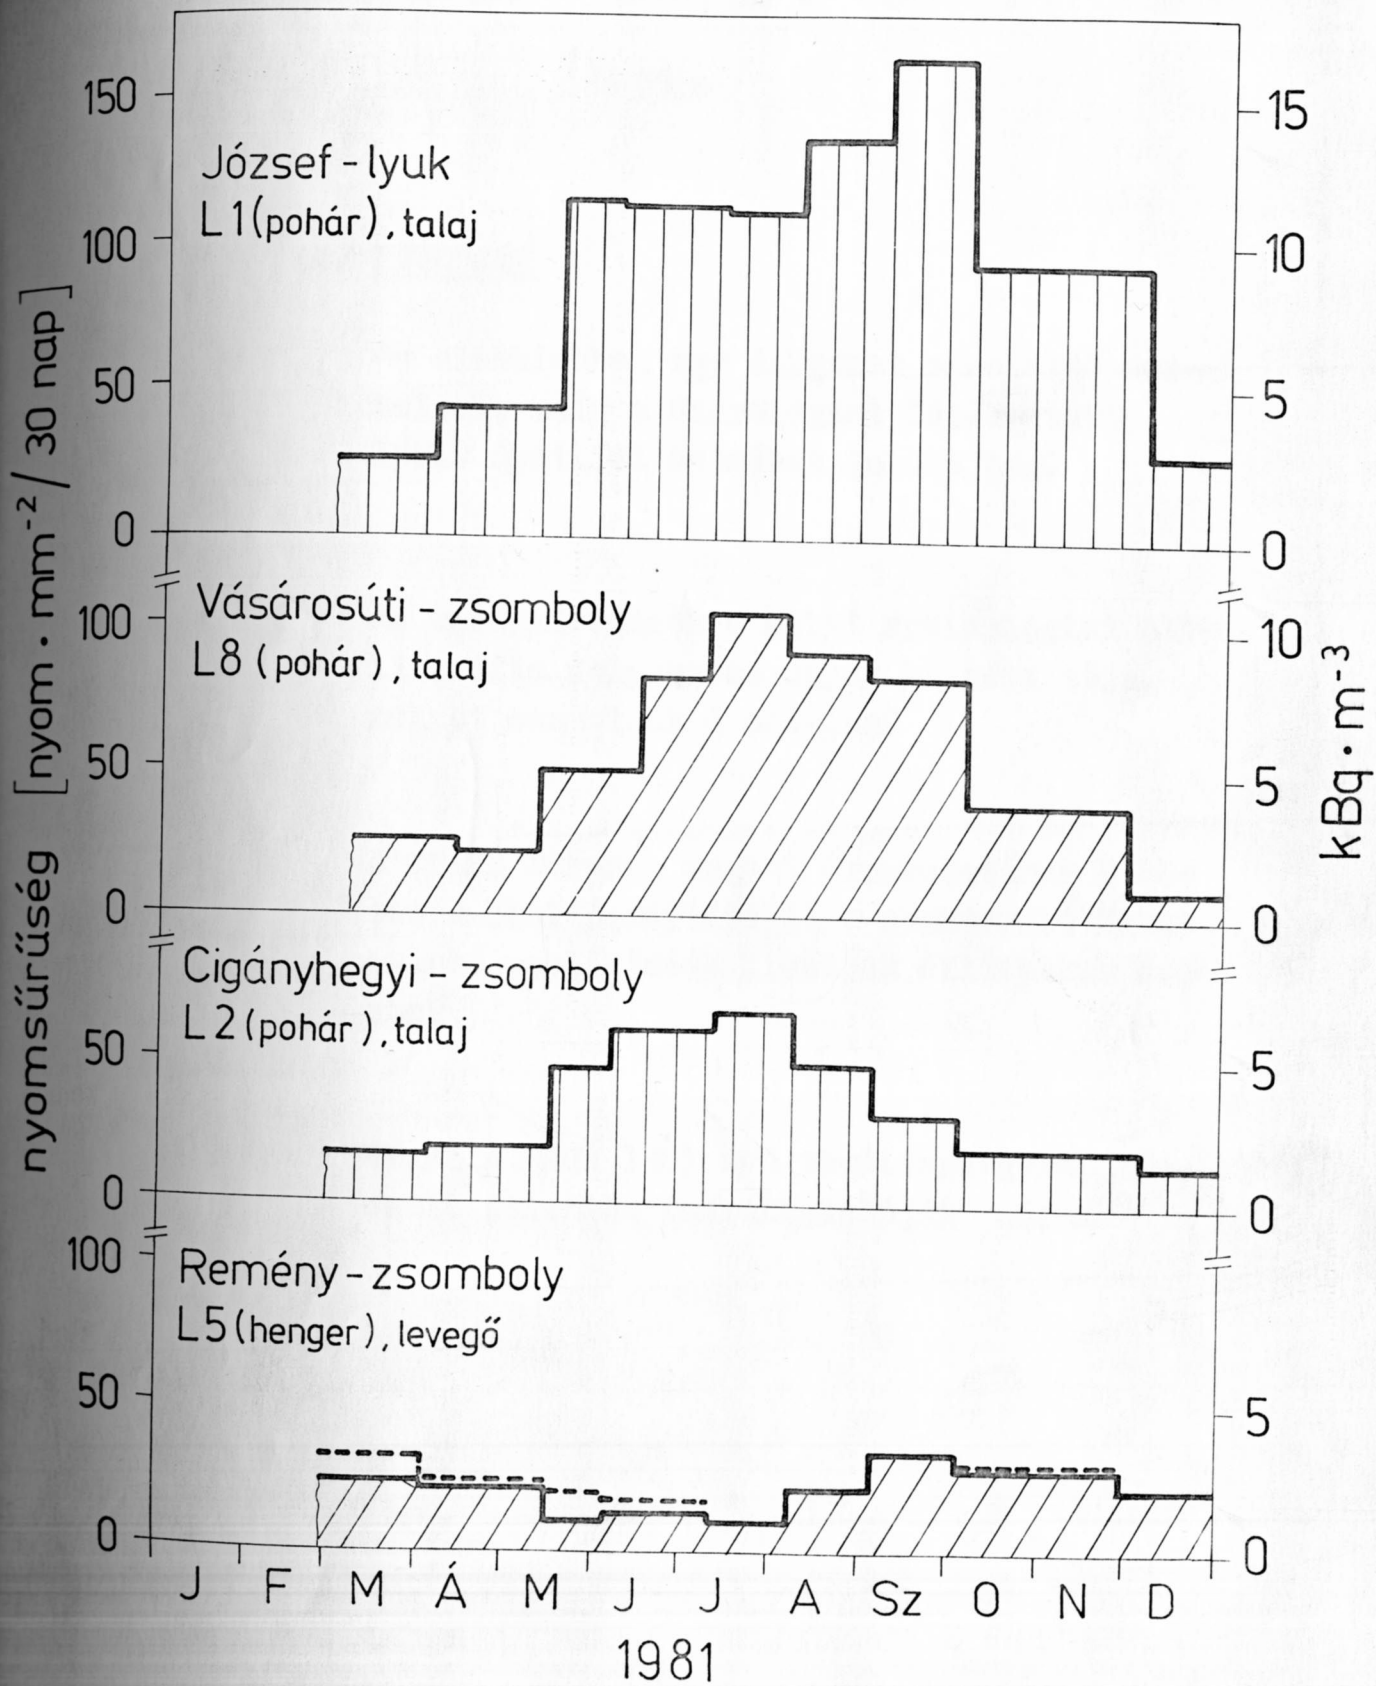 nyomsűrűség [nyom · mm⁻² / 30 nap]
kBq · m⁻³
150
100
50
0
József - lyuk
L 1 (pohár), talaj
15
10
5
0
100
50
0
Vásárosúti - zsomboly
L8 (pohár), talaj
10
5
0
50
0
Cigányhegyi - zsomboly
L 2 (pohár), talaj
5
0
100
50
0
Remény - zsomboly
L5 (henger), levegő
5
0
J F M Á M J J A Sz O N D
1981